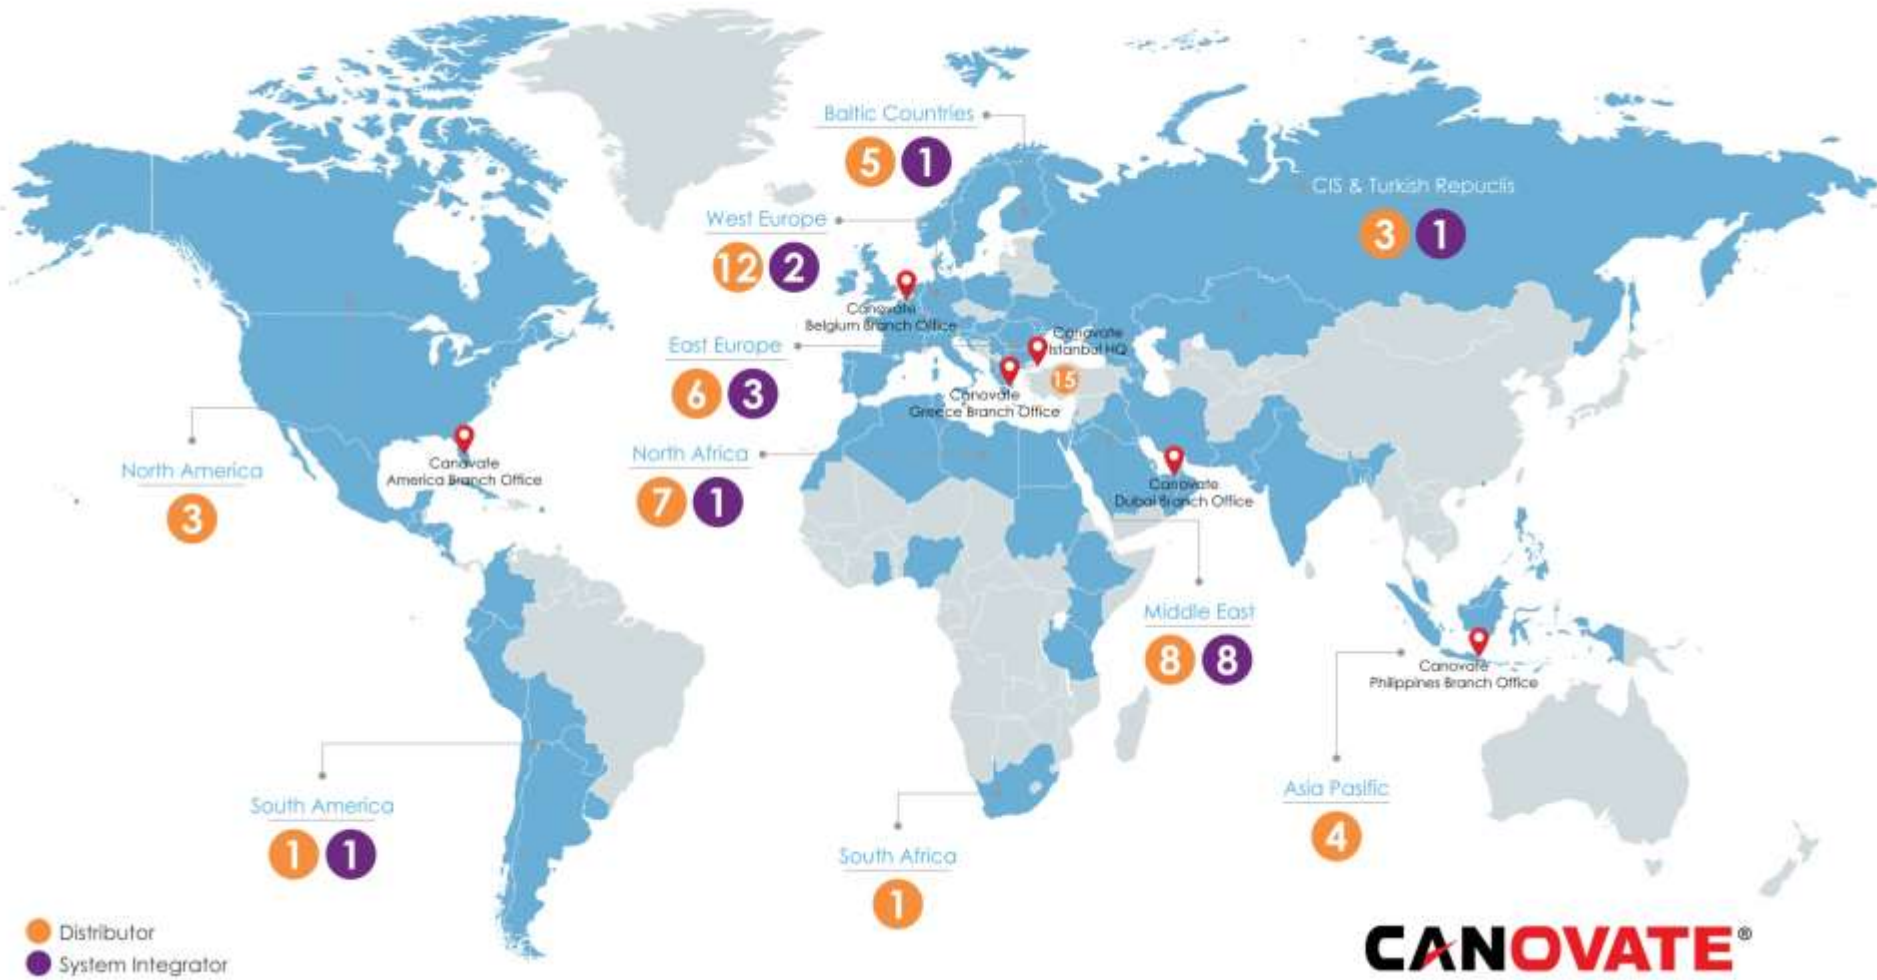 Baltic Countries
5 1
CIS & Turkish Repuclis
3 1
West Europe
12 2
Canovate
Belgium Branch Office
East Europe
6 3
Canovate
Istanbul HQ
15
Canovate
Greece Branch Office
North America
3
Canovate
America Branch Office
North Africa
7 1
Canovate
Dubai Branch Office
Middle East
8 8
Canovate
Philippines Branch Office
South America
1 1
South Africa
1
Asia Pasific
4
Distributor
System Integrator
CANOVATE®